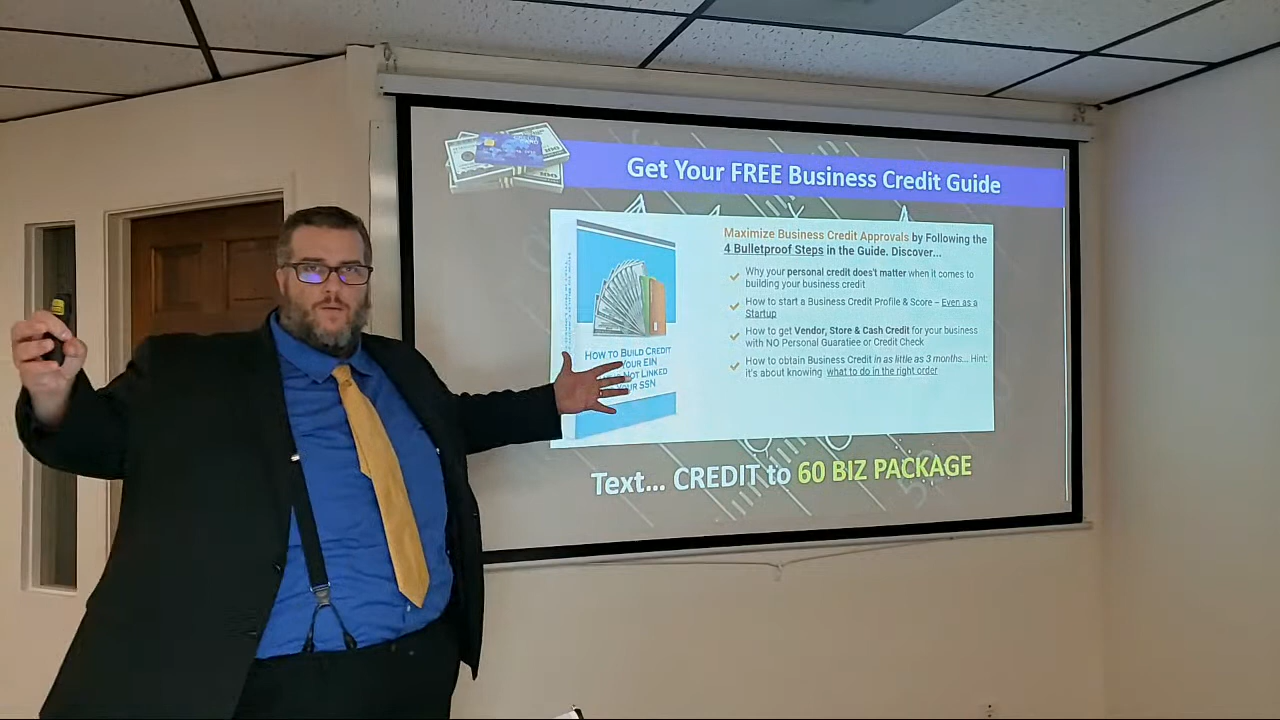 Get Your FREE Business Credit Guide
Maximize Business Credit Approvals by Following the
4 Bulletproof Steps in the Guide. Discover...
Why your personal credit does't matter when it comes to
building your business credit
How to start a Business Credit Profile & Score – Even as a
Startup
How to get Vendor, Store & Cash Credit for your business
with NO Personal Guaratiee or Credit Check
How to obtain Business Credit in as little as 3 months... Hint:
it's about knowing what to do in the right order
HOW TO BUILD CREDIT
YOUR EIN
NOT LINKED
YOUR SSN
Text... CREDIT to 60 BIZ PACKAGE